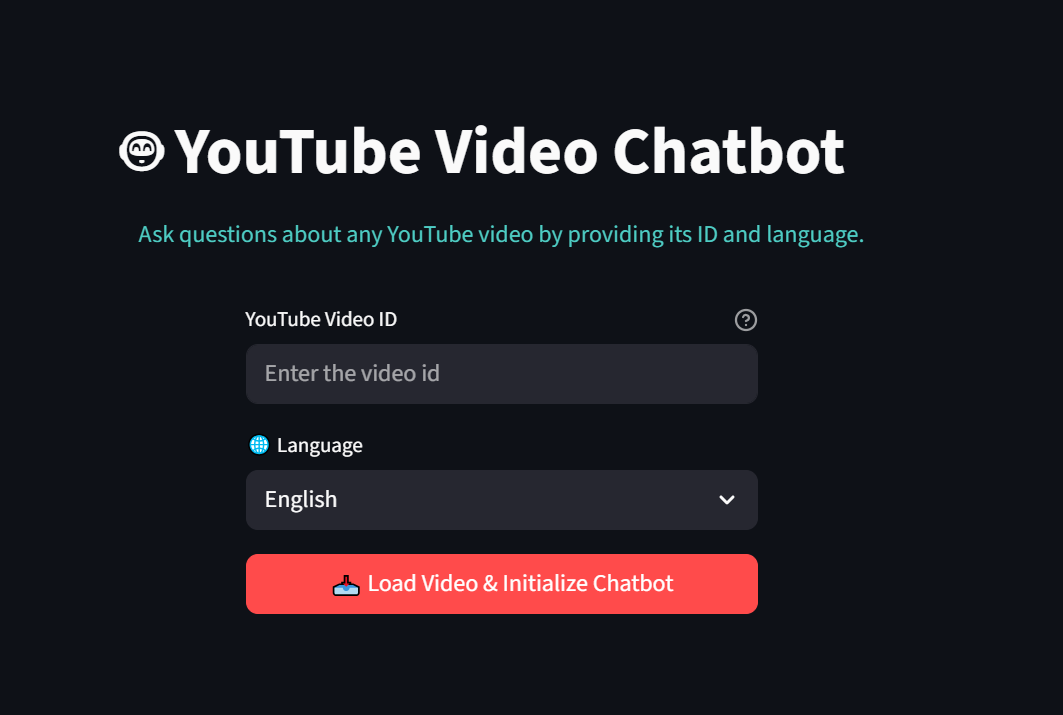 YouTube Video Chatbot
Ask questions about any YouTube video by providing its ID and language.
YouTube Video ID
Enter the video id
Language
English
Load Video & Initialize Chatbot